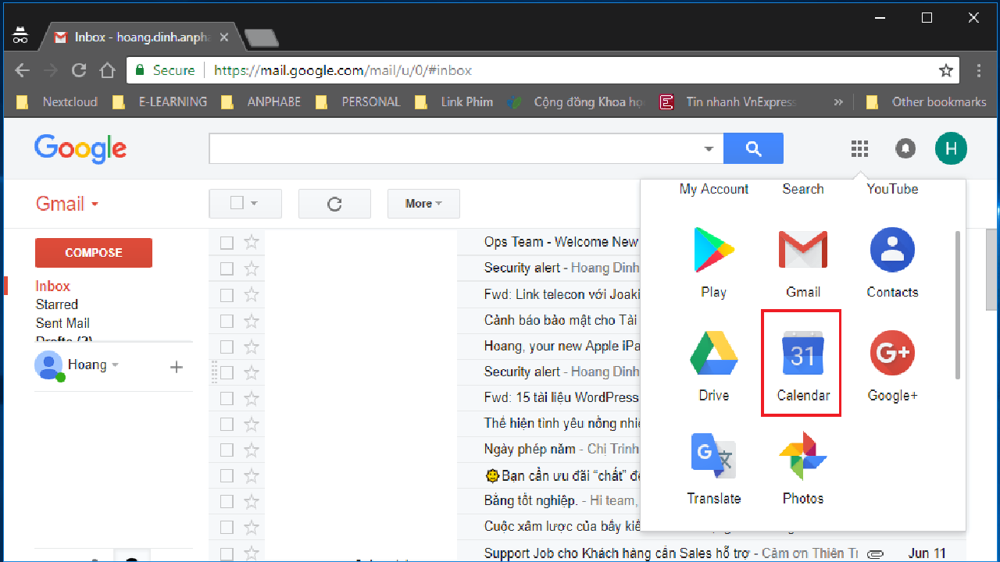 Inbox - hoang.dinh.anpha
Secure https://mail.google.com/mail/u/0/#inbox
Nextcloud E-LEARNING ANPHABE PERSONAL Link Phim Cộng đồng Khoa họ Tin nhanh VnExpress » Other bookmarks
Google
H
Gmail
More
My Account Search YouTube
COMPOSE
Inbox
Starred
Sent Mail
Drafts (2)
Hoang
Ops Team - Welcome New
Security alert - Hoang Dinh
Fwd: Link telecon với Joaki
Cảnh báo bảo mật cho Tài
Hoang, your new Apple iPa
Security alert - Hoang Dinh
Fwd: 15 tài liệu WordPress
Thể hiện tình yêu nồng nhiệ
Ngày phép năm - Chị Trinh
Bạn cần ưu đãi “chất” để
Bằng tốt nghiệp. - Hi team,
Cuộc xâm lược của bầy kiế
Support Job cho Khách hàng cần Sales hỗ trợ - Cảm ơn Thiên Tr Jun 11
Play Gmail Contacts
31
G+
Drive Calendar Google+
G
Translate Photos